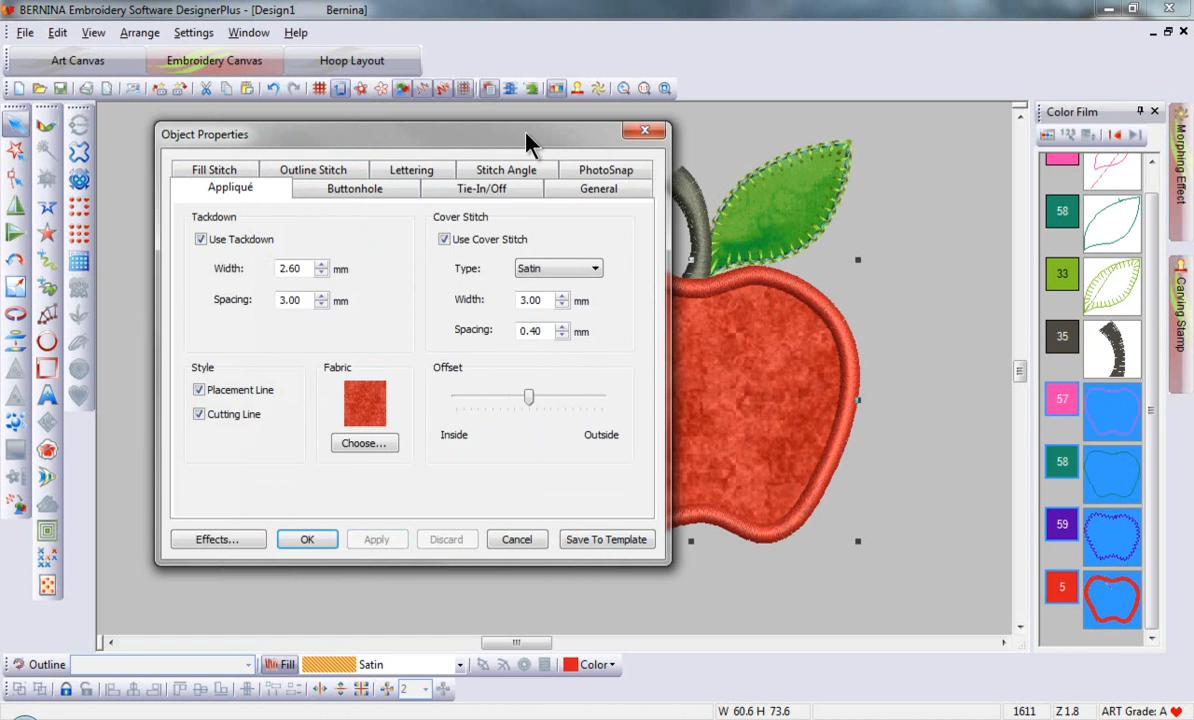 BERNINA Embroidery Software DesignerPlus - [Design1 Bernina]
File Edit View Arrange Settings Window Help
Art Canvas Embroidery Canvas Hoop Layout
Object Properties
Fill Stitch Outline Stitch Lettering Stitch Angle PhotoSnap
Appliqué Buttonhole Tie-In/Off General
Tackdown
Use Tackdown
Width: 2.60 mm
Spacing: 3.00 mm
Cover Stitch
Use Cover Stitch
Type: Satin
Width: 3.00 mm
Spacing: 0.40 mm
Style
Placement Line
Cutting Line
Fabric
Choose...
Offset
Inside Outside
Effects... OK Apply Discard Cancel Save To Template
Color Film
58
33
35
57
58
59
5
Morphing Effect
Carving Stamp
Outline Fill Satin Color
2
W 60.6 H 73.6 1611 Z 1.8 ART Grade: A